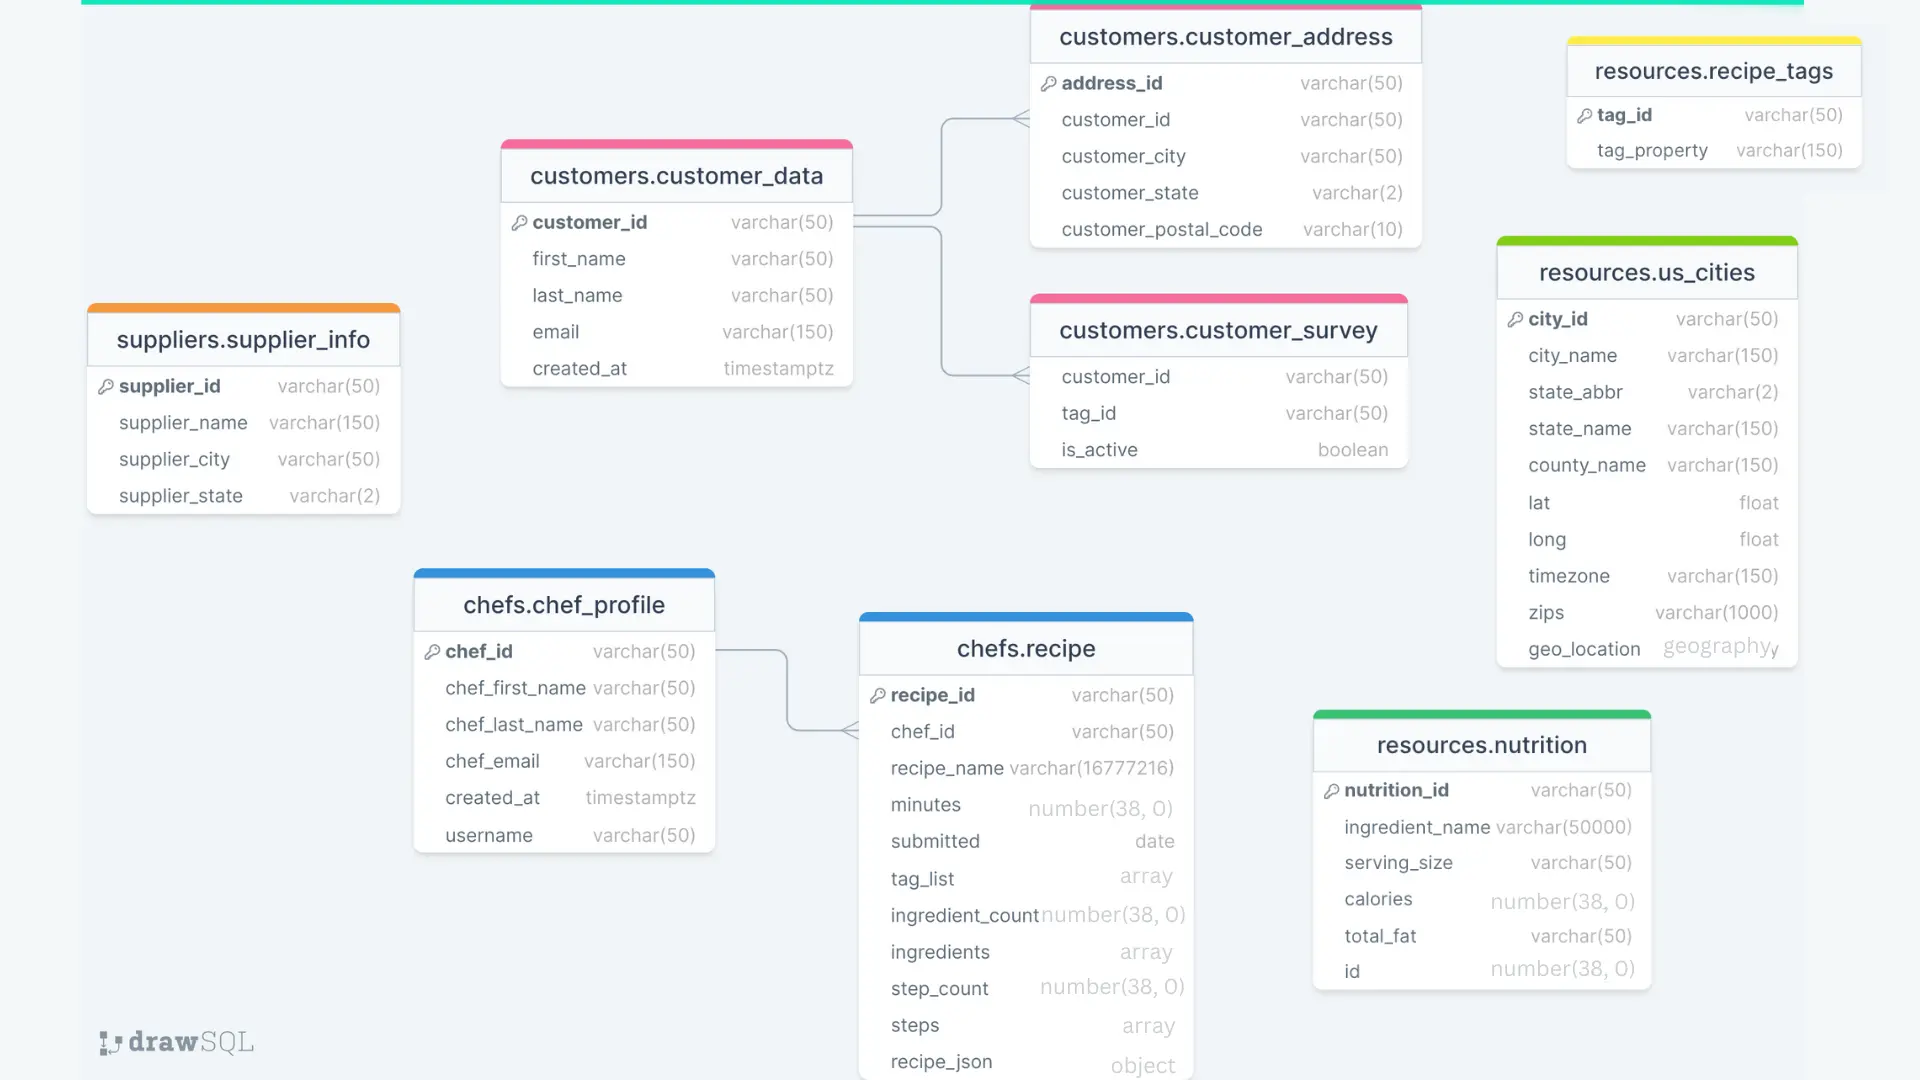 customers.customer_address
address_id varchar(50)
customer_id varchar(50)
customer_city varchar(50)
customer_state varchar(2)
customer_postal_code varchar(10)
resources.recipe_tags
tag_id varchar(50)
tag_property varchar(150)
customers.customer_data
customer_id varchar(50)
first_name varchar(50)
last_name varchar(50)
email varchar(150)
created_at timestamptz
resources.us_cities
city_id varchar(50)
city_name varchar(150)
state_abbr varchar(2)
state_name varchar(150)
county_name varchar(150)
lat float
long float
timezone varchar(150)
zips varchar(1000)
geo_location geography
suppliers.supplier_info
supplier_id varchar(50)
supplier_name varchar(150)
supplier_city varchar(50)
supplier_state varchar(2)
customers.customer_survey
customer_id varchar(50)
tag_id varchar(50)
is_active boolean
chefs.chef_profile
chef_id varchar(50)
chef_first_name varchar(50)
chef_last_name varchar(50)
chef_email varchar(150)
created_at timestamptz
username varchar(50)
chefs.recipe
recipe_id varchar(50)
chef_id varchar(50)
recipe_name varchar(16777216)
minutes number(38, 0)
submitted date
tag_list array
ingredient_count number(38, 0)
ingredients array
step_count number(38, 0)
steps array
recipe_json object
resources.nutrition
nutrition_id varchar(50)
ingredient_name varchar(50000)
serving_size varchar(50)
calories number(38, 0)
total_fat varchar(50)
id number(38, 0)
drawSQL